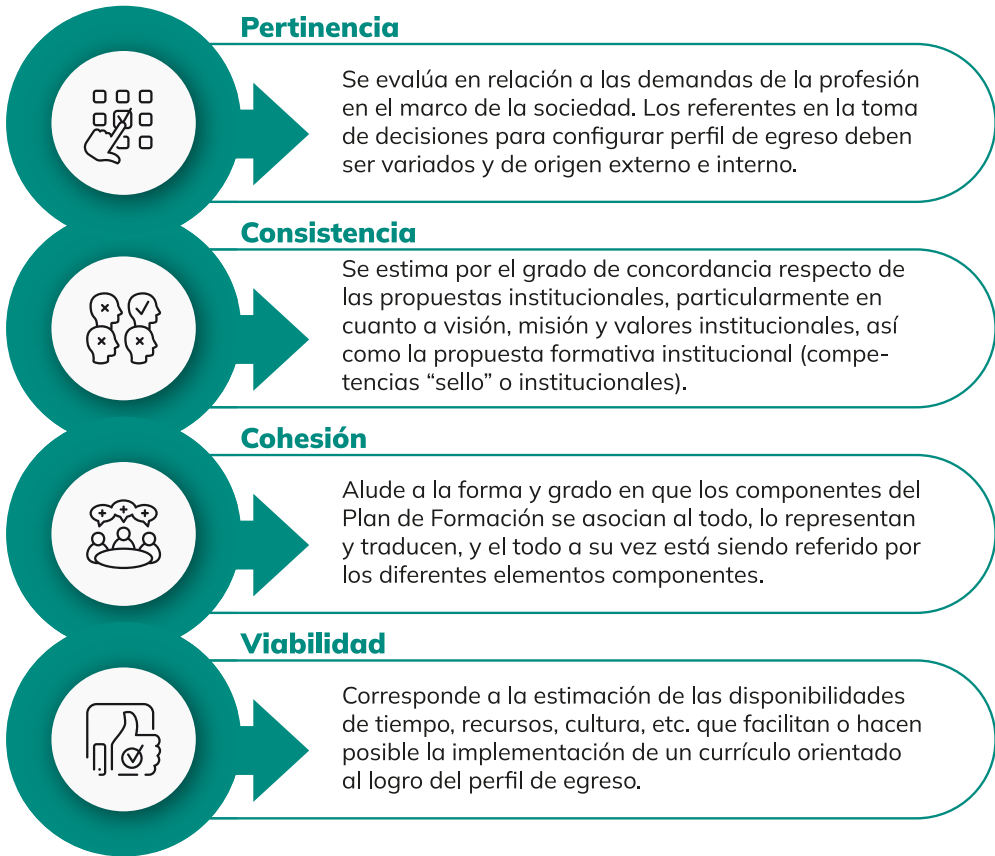 Pertinencia
Se evalúa en relación a las demandas de la profesión
en el marco de la sociedad. Los referentes en la toma
de decisiones para configurar perfil de egreso deben
ser variados y de origen externo e interno.
Consistencia
Se estima por el grado de concordancia respecto de
las propuestas institucionales, particularmente en
cuanto a visión, misión y valores institucionales, así
como la propuesta formativa institucional (compe-
tencias “sello” o institucionales).
Cohesión
Alude a la forma y grado en que los componentes del
Plan de Formación se asocian al todo, lo representan
y traducen, y el todo a su vez está siendo referido por
los diferentes elementos componentes.
Viabilidad
Corresponde a la estimación de las disponibilidades
de tiempo, recursos, cultura, etc. que facilitan o hacen
posible la implementación de un currículo orientado
al logro del perfil de egreso.